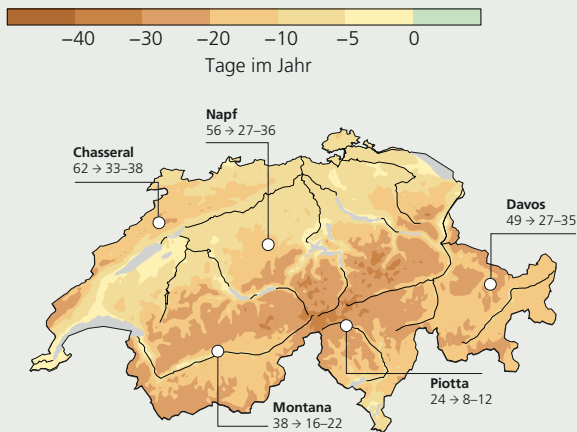 −40 −30 −20 −10 −5 0
Tage im Jahr
Napf
56 → 27–36
Chasseral
62 → 33–38
Davos
49 → 27–35
Piotta
24 → 8–12
Montana
38 → 16–22